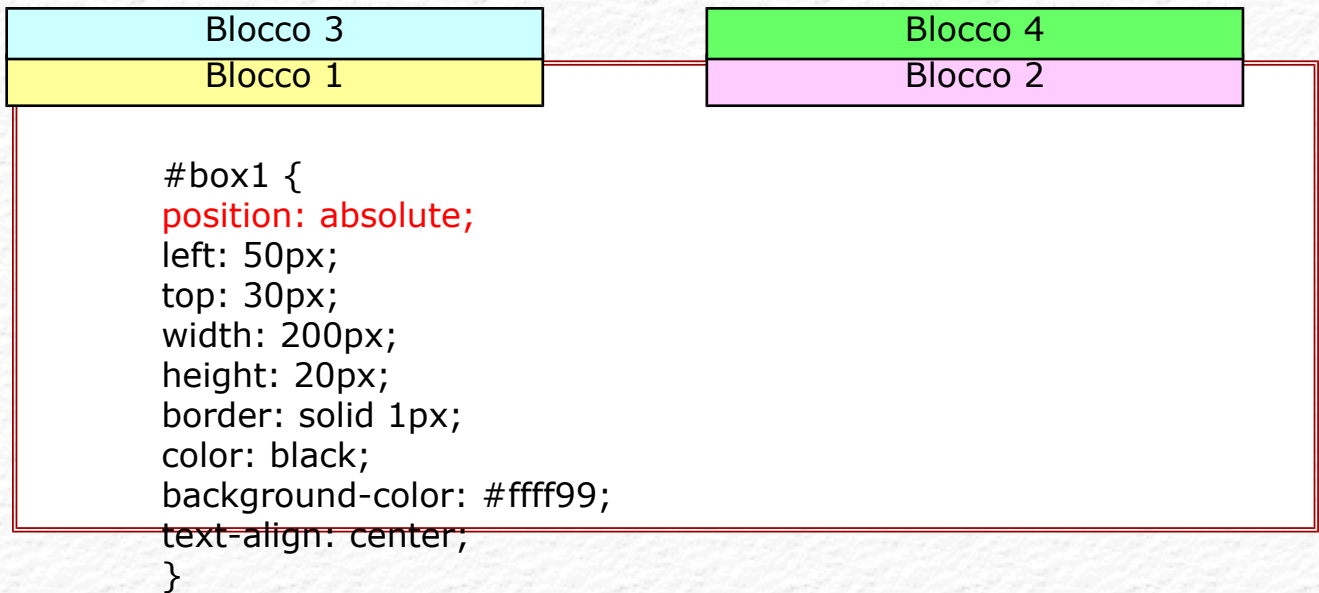 Blocco 3
Blocco 4
Blocco 1
Blocco 2
#box1 {
position: absolute;
left: 50px;
top: 30px;
width: 200px;
height: 20px;
border: solid 1px;
color: black;
background-color: #ffff99;
text-align: center;
}